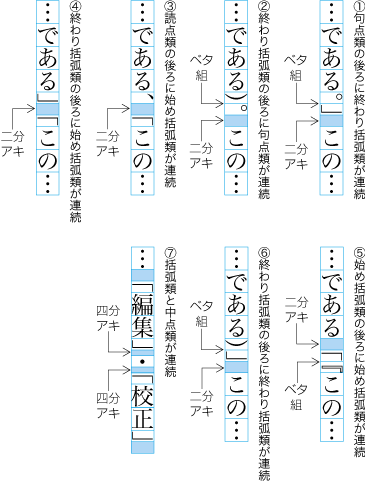 ①句点類の後ろに終わり括弧類が連続
…である。」この…
ベタ組
二分アキ
②終わり括弧類の後ろに句点類が連続
…である）。この…
ベタ組
二分アキ
③読点類の後ろに始め括弧類が連続
…である、「この…
二分アキ
④終わり括弧類の後ろに始め括弧類が連続
…である」「この…
二分アキ
⑤始め括弧類の後ろに始め括弧類が連続
…である「『この…
二分アキ
ベタ組
⑥終わり括弧類の後ろに終わり括弧類が連続
…である）」この…
ベタ組
二分アキ
⑦括弧類と中点類が連続
…「編集」・「校正」
四分アキ
四分アキ